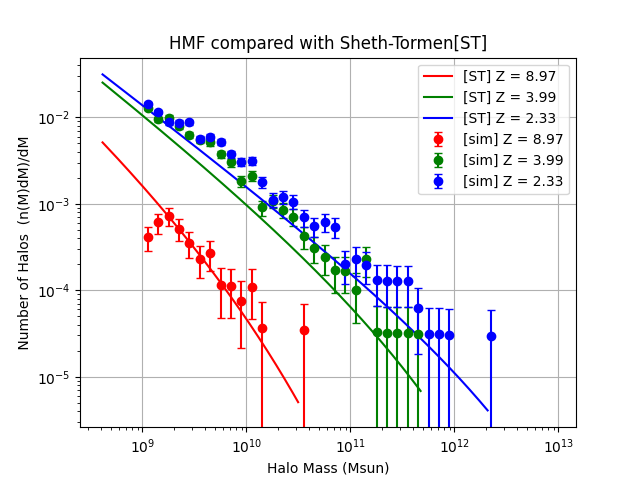 HMF compared with Sheth-Tormen[ST]
[ST] Z = 8.97
[ST] Z = 3.99
[ST] Z = 2.33
[sim] Z = 8.97
[sim] Z = 3.99
[sim] Z = 2.33
Number of Halos  (n(M)dM)/dM
10⁻²
10⁻³
10⁻⁴
10⁻⁵
10⁹
10¹⁰
10¹¹
10¹²
10¹³
Halo Mass (Msun)